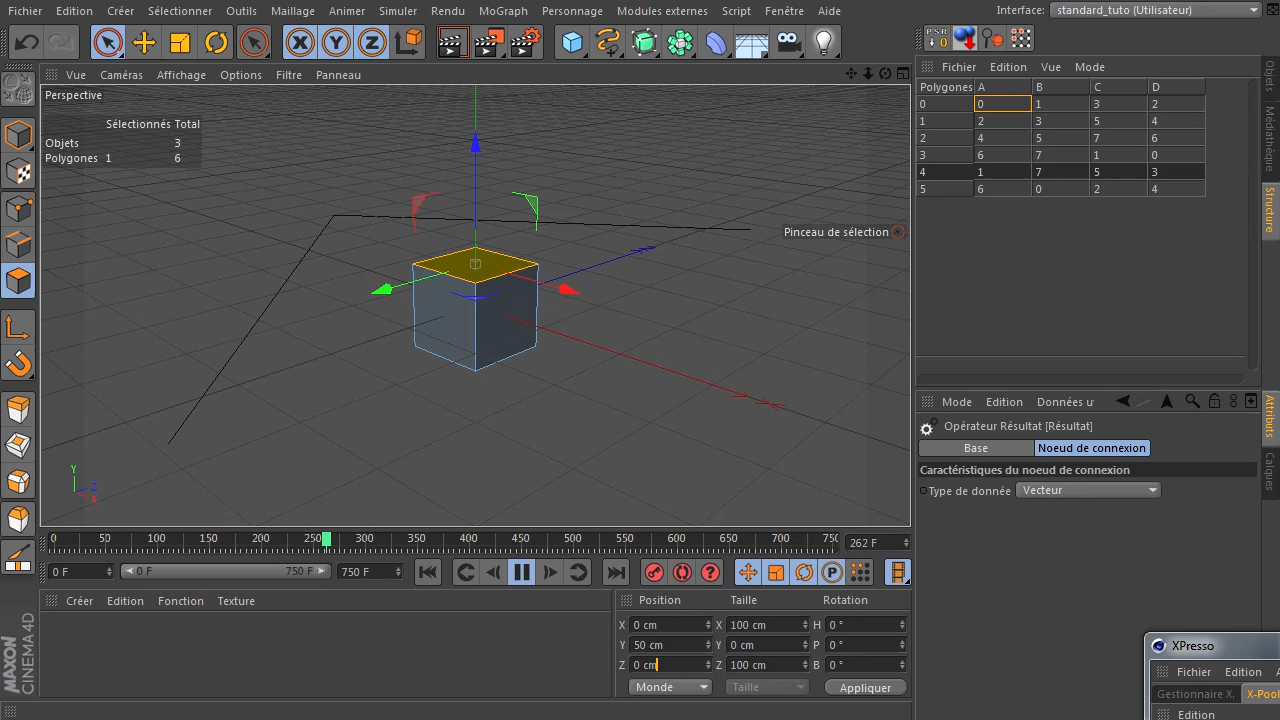 Fichier Edition Créer Sélectionner Outils Maillage Animer Simuler Rendu MoGraph Personnage Modules externes Script Fenêtre Aide Interface: standard_tuto (Utilisateur)
X Y Z PSR 0
Vue Caméras Affichage Options Filtre Panneau
Fichier Edition Vue Mode
Perspective
Polygones A B C D
0 0 1 3 2
1 2 3 5 4
2 4 5 7 6
3 6 7 1 0
4 1 7 5 3
5 6 0 2 4
Sélectionnés Total
Objets 3
Polygones 1 6
Pinceau de sélection
Objets
Médiathèque
Structure
Attributs
Calques
Mode Edition Données u
Opérateur Résultat [Résultat]
Base Noeud de connexion
Caractéristiques du noeud de connexion
Type de donnée Vecteur
Y
Z
X
0 50 100 150 200 250 300 350 400 450 500 550 600 650 700 75( 262 F
0 F 0 F 750 F 750 F ? P
Créer Edition Fonction Texture
Position Taille Rotation
X 0 cm X 100 cm H 0 °
Y 50 cm Y 0 cm P 0 °
Z 0 cm Z 100 cm B 0 °
Monde Taille Appliquer
MAXON
CINEMA 4D
XPresso
Fichier Edition A
Gestionnaire X. X-Pool
Edition